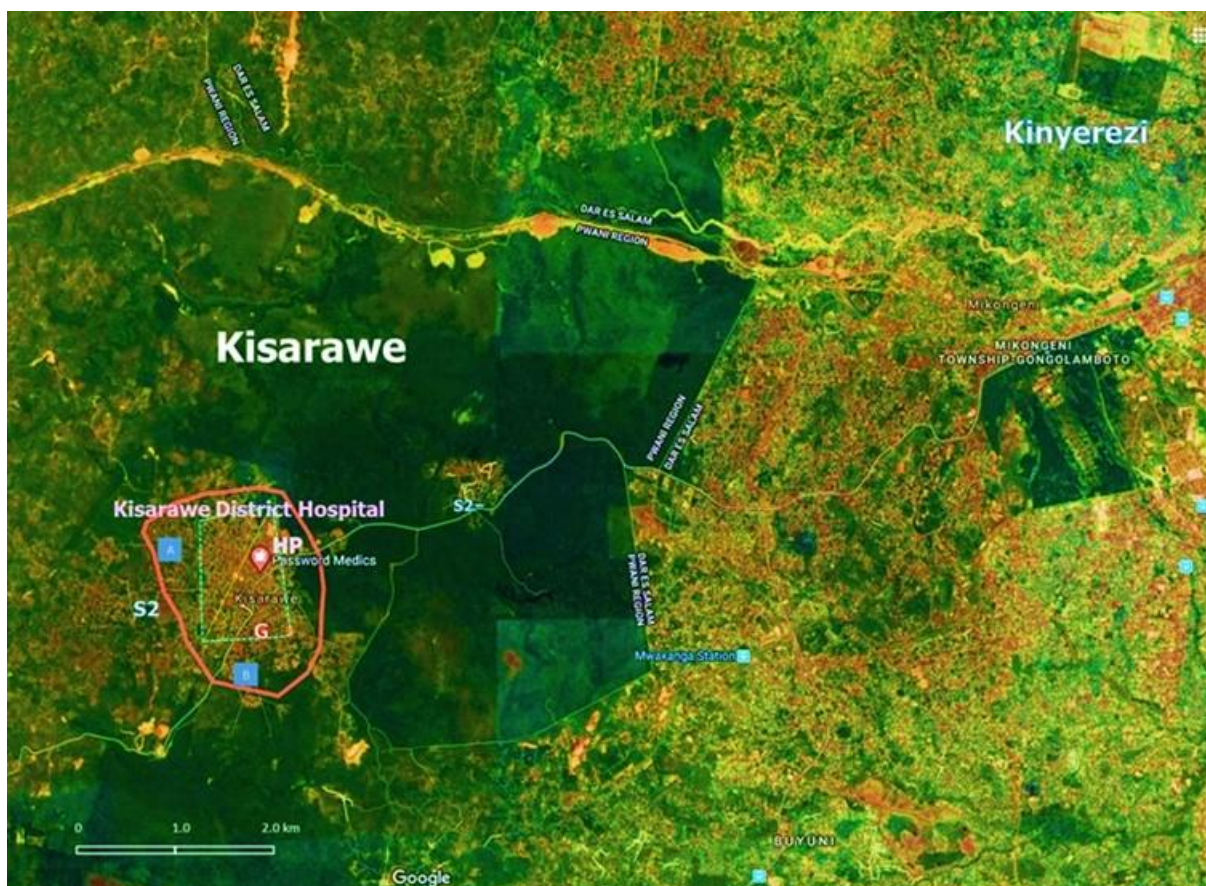 DAR ES SALAM
PWANI REGION
Kinyerezi
DAR ES SALAM
PWANI REGION
Mikongeni
MIKONGENI
TOWNSHIP GONGOLAMBOTO
Kisarawe
PWANI REGION
DAR ES SALAM
Kisarawe District Hospital
S2-
A
HP
Password Medics
DAR ES SALAM
PWANI REGION
Kisarawe
S2
G
Mwakanga Station
B
0 1.0 2.0 km
BUYUNI
Google